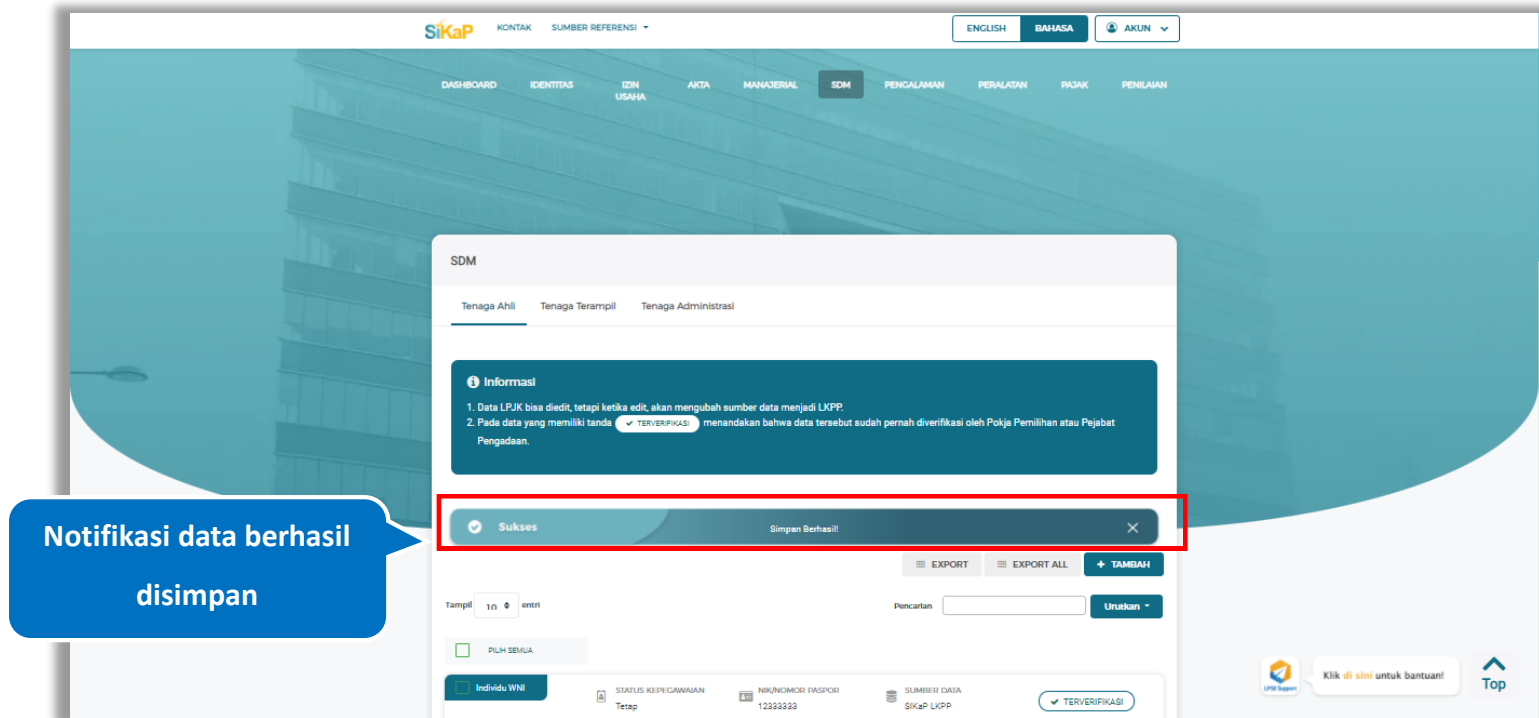 SiKaP KONTAK SUMBER REFERENSI ENGLISH BAHASA AKUN
DASHBOARD IDENTITAS IZIN USAHA AKTA MANAJERIAL SDM PENGALAMAN PERALATAN PAJAK PENILAIAN
SDM
Tenaga Ahli Tenaga Terampil Tenaga Administrasi
Informasi
1. Data LPJK bisa diedit, tetapi ketika edit, akan mengubah sumber data menjadi LKPP.
2. Pada data yang memiliki tanda TERVERIFIKASI menandakan bahwa data tersebut sudah pernah diverifikasi oleh Pokja Pemilihan atau Pejabat
Pengadaan.
Notifikasi data berhasil
disimpan
Sukses Simpan Berhasil!
EXPORT EXPORT ALL + TAMBAH
Tampil 10 entri Pencarian Urutkan
PILIH SEMUA
Individu WNI STATUS KEPEGAWAIAN NIK/NOMOR PASPOR SUMBER DATA
Tetap 12333333 SIKaP LKPP TERVERIFIKASI
LPSE Support Klik di sini untuk bantuan! Top